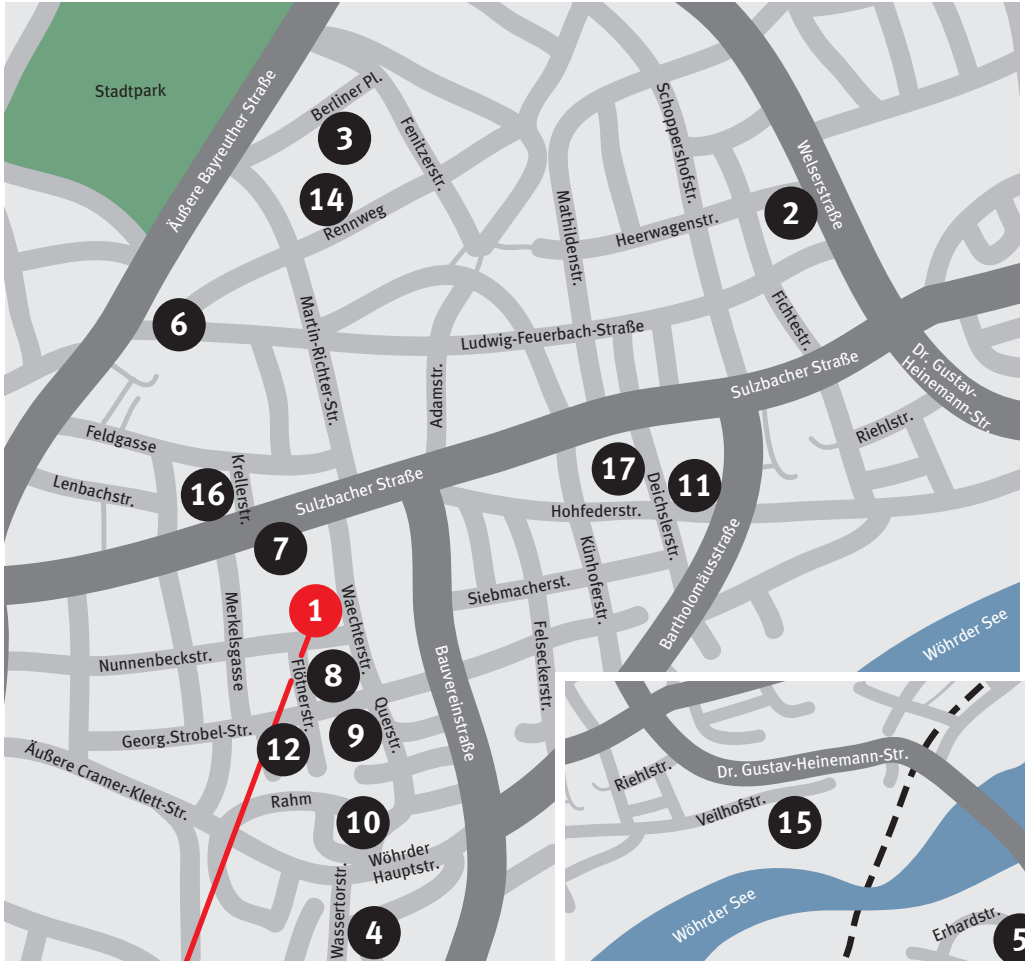 Stadtpark
Äußere Bayreuther Straße
Berliner Pl.
3
Fenitzerstr.
14
Rennweg
Schoppershofstr.
Welserstraße
Mathildenstr.
Heerwagenstr.
2
6
Martin-Richter-Str.
Ludwig-Feuerbach-Straße
Fichtestr.
Adamstr.
Sulzbacher Straße
Dr. Gustav-
Heinemann-Str.
Riehlstr.
Feldgasse
Lenbachstr.
16
Krellerstr.
Sulzbacher Straße
17
Deichslerstr.
11
Hohfederstr.
7
Künhoferstr.
Bartholomäusstraße
Siebmacherst.
1
Waechterstr.
Merkelsgasse
Nunnenbeckstr.
Flötnerstr.
8
Felseckerstr.
Bauvereinstraße
Wöhrder See
Georg.Strobel-Str.
12
9
Querstr.
Äußere Cramer-Klett-Str.
Rahm
10
Wöhrder
Hauptstr.
Wassertorstr.
4
Riehlstr.
Dr. Gustav-Heinemann-Str.
Veilhofstr.
15
Wöhrder See
Erhardstr.
5